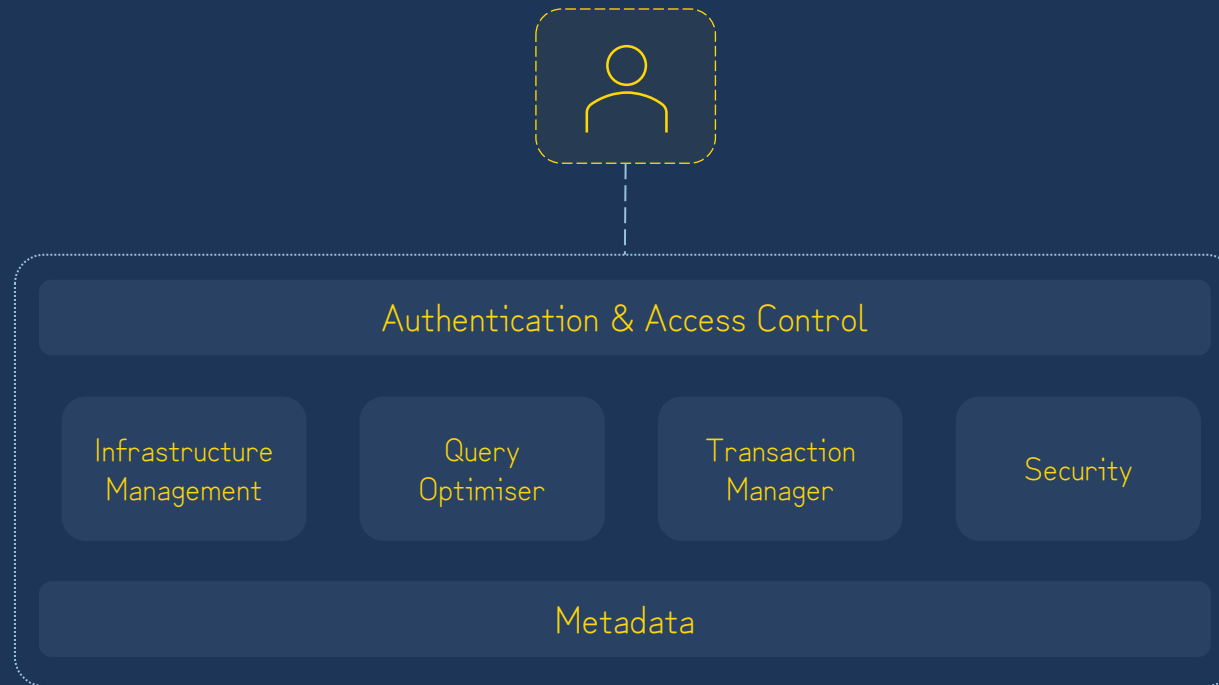 Authentication & Access Control
Infrastructure
Management
Query
Optimiser
Transaction
Manager
Security
Metadata